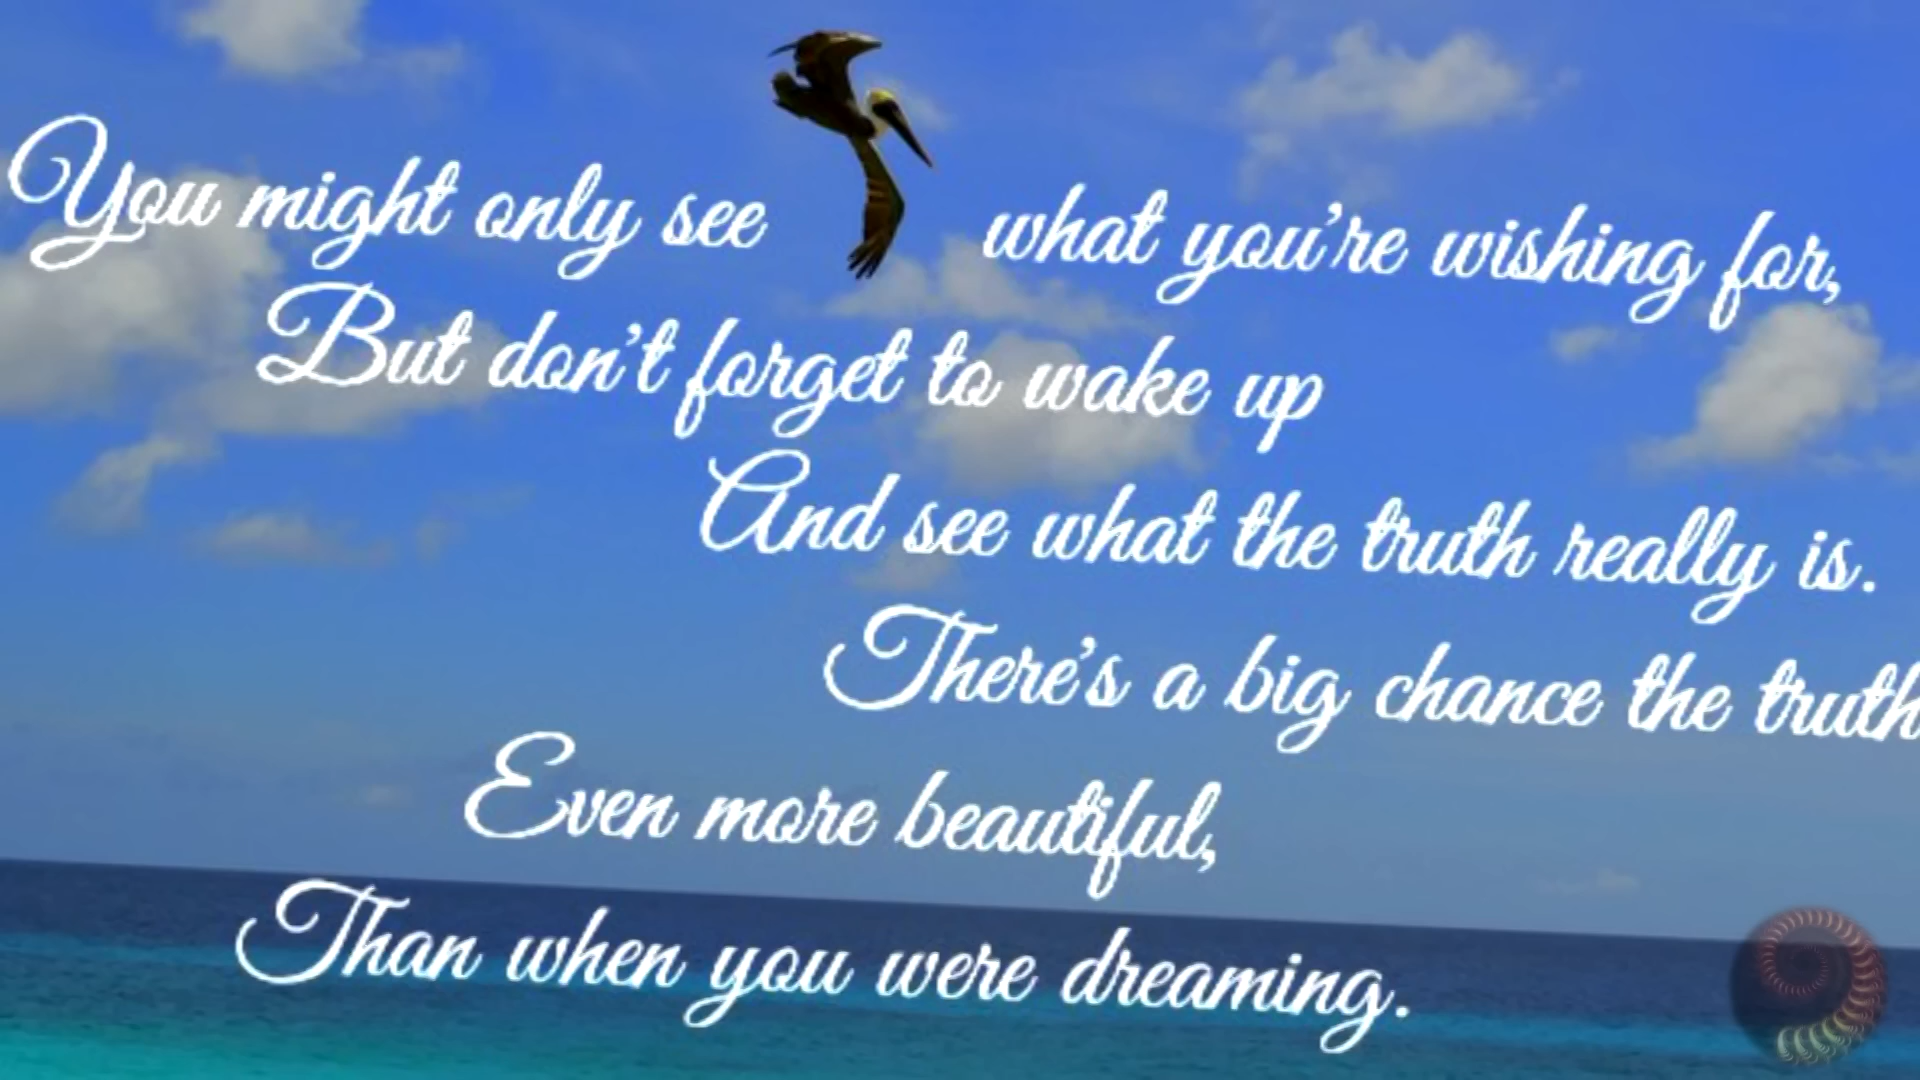 You might only see what you're wishing for,
But don't forget to wake up
And see what the truth really is.
There's a big chance the truth
Even more beautiful,
Than when you were dreaming.